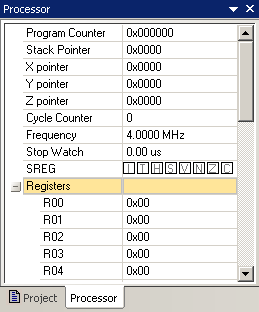 Processor
Program Counter 0x000000
Stack Pointer 0x0000
X pointer 0x0000
Y pointer 0x0000
Z pointer 0x0000
Cycle Counter 0
Frequency 4.0000 MHz
Stop Watch 0.00 us
SREG I T H S V N Z C
Registers
R00 0x00
R01 0x00
R02 0x00
R03 0x00
R04 0x00
Project Processor